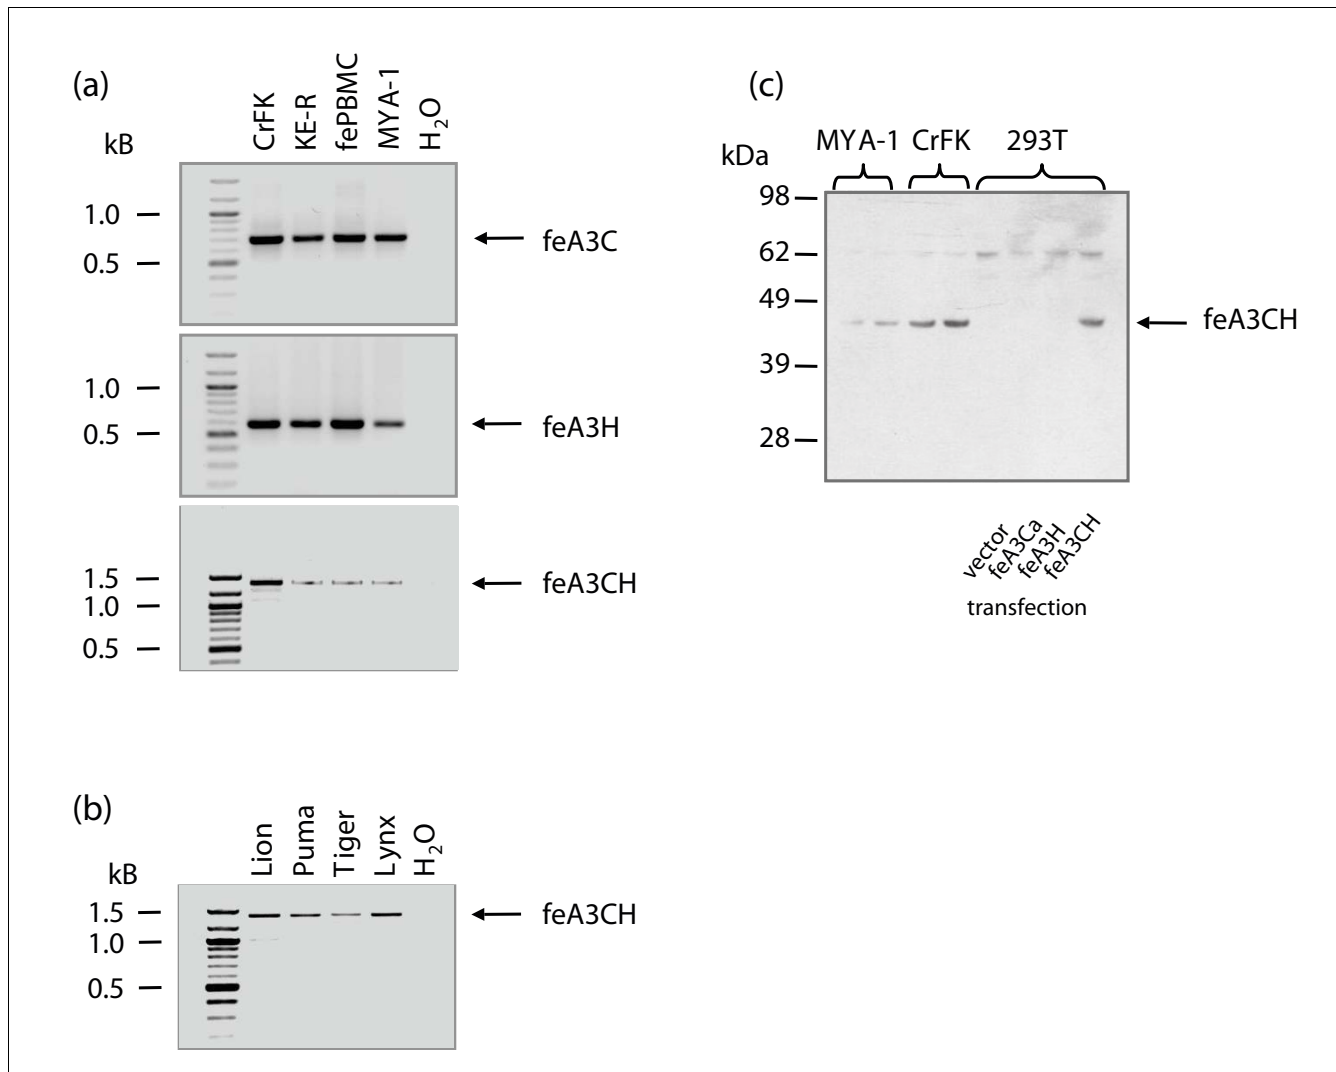 (a)
kB
CrFK
KE-R
fePBMC
MYA-1
H₂O
1.0
0.5
feA3C
1.0
0.5
feA3H
1.5
1.0
0.5
feA3CH
(b)
kB
Lion
Puma
Tiger
Lynx
H₂O
1.5
1.0
0.5
feA3CH
(c)
kDa
MYA-1 CrFK 293T
98
62
49
39
28
feA3CH
vector
feA3Ca
feA3H
feA3CH
transfection